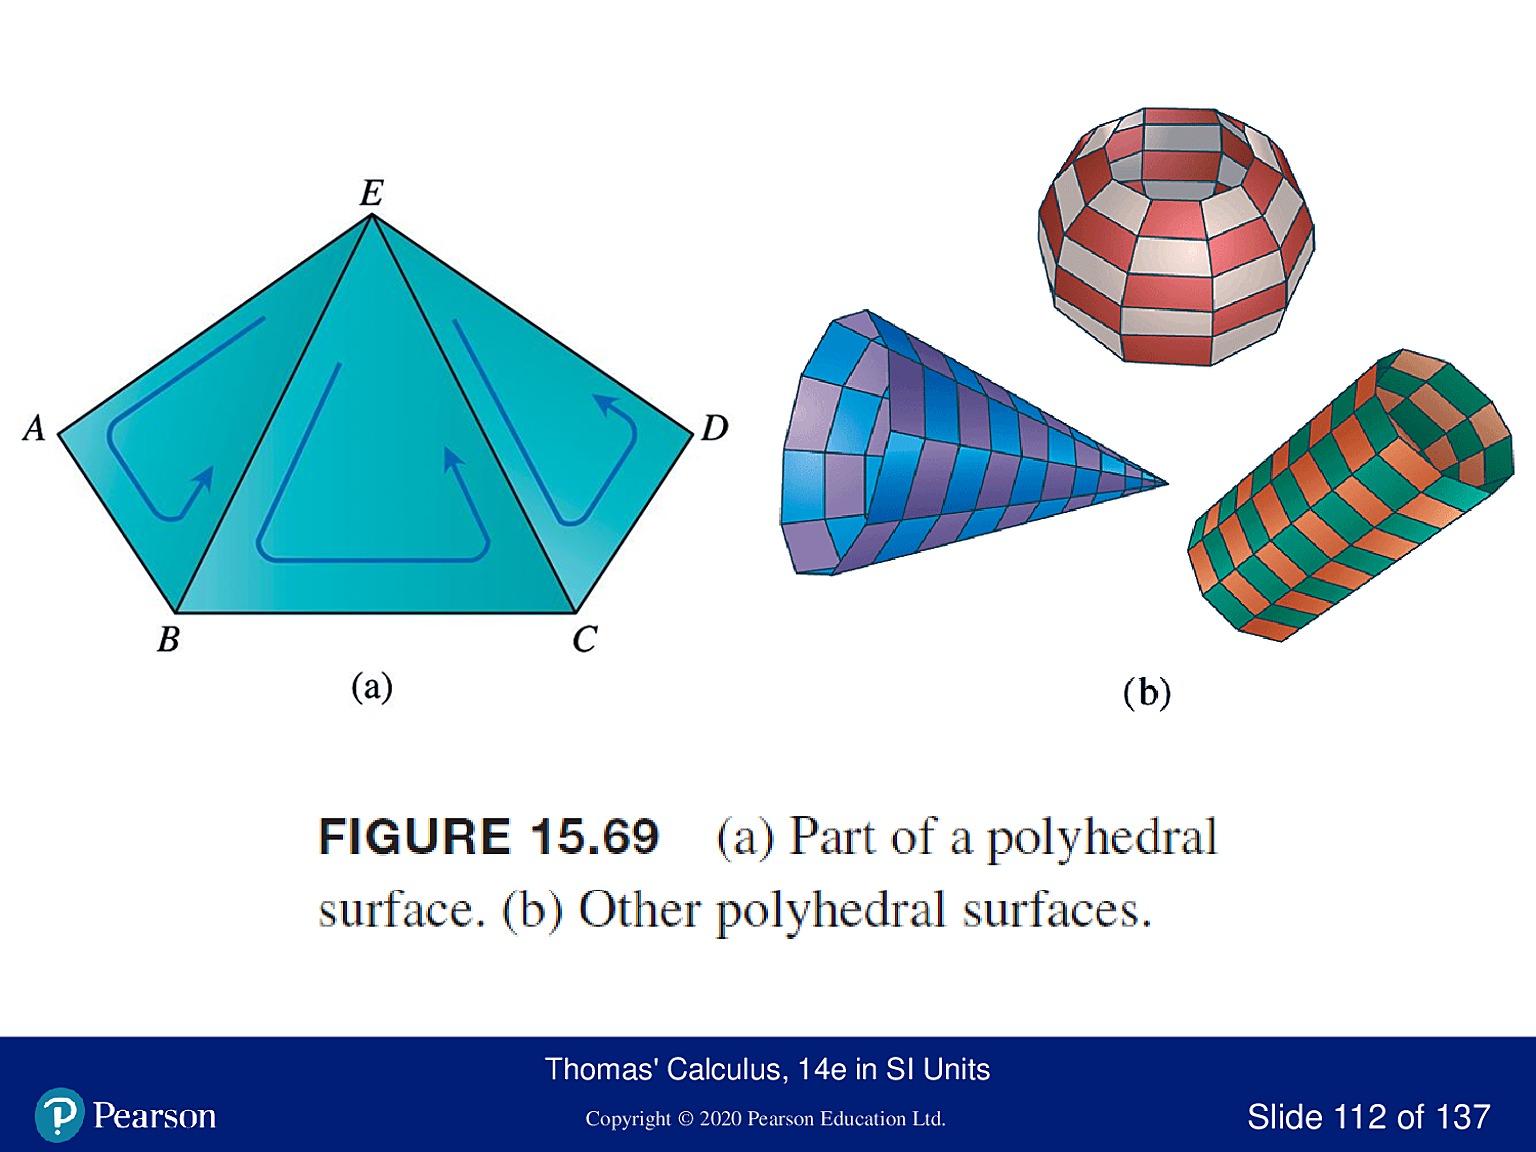 E
A
D
B
C
(a)
(b)
FIGURE 15.69 (a) Part of a polyhedral
surface. (b) Other polyhedral surfaces.
Thomas' Calculus, 14e in SI Units
Pearson
Copyright © 2020 Pearson Education Ltd.
Slide 112 of 137